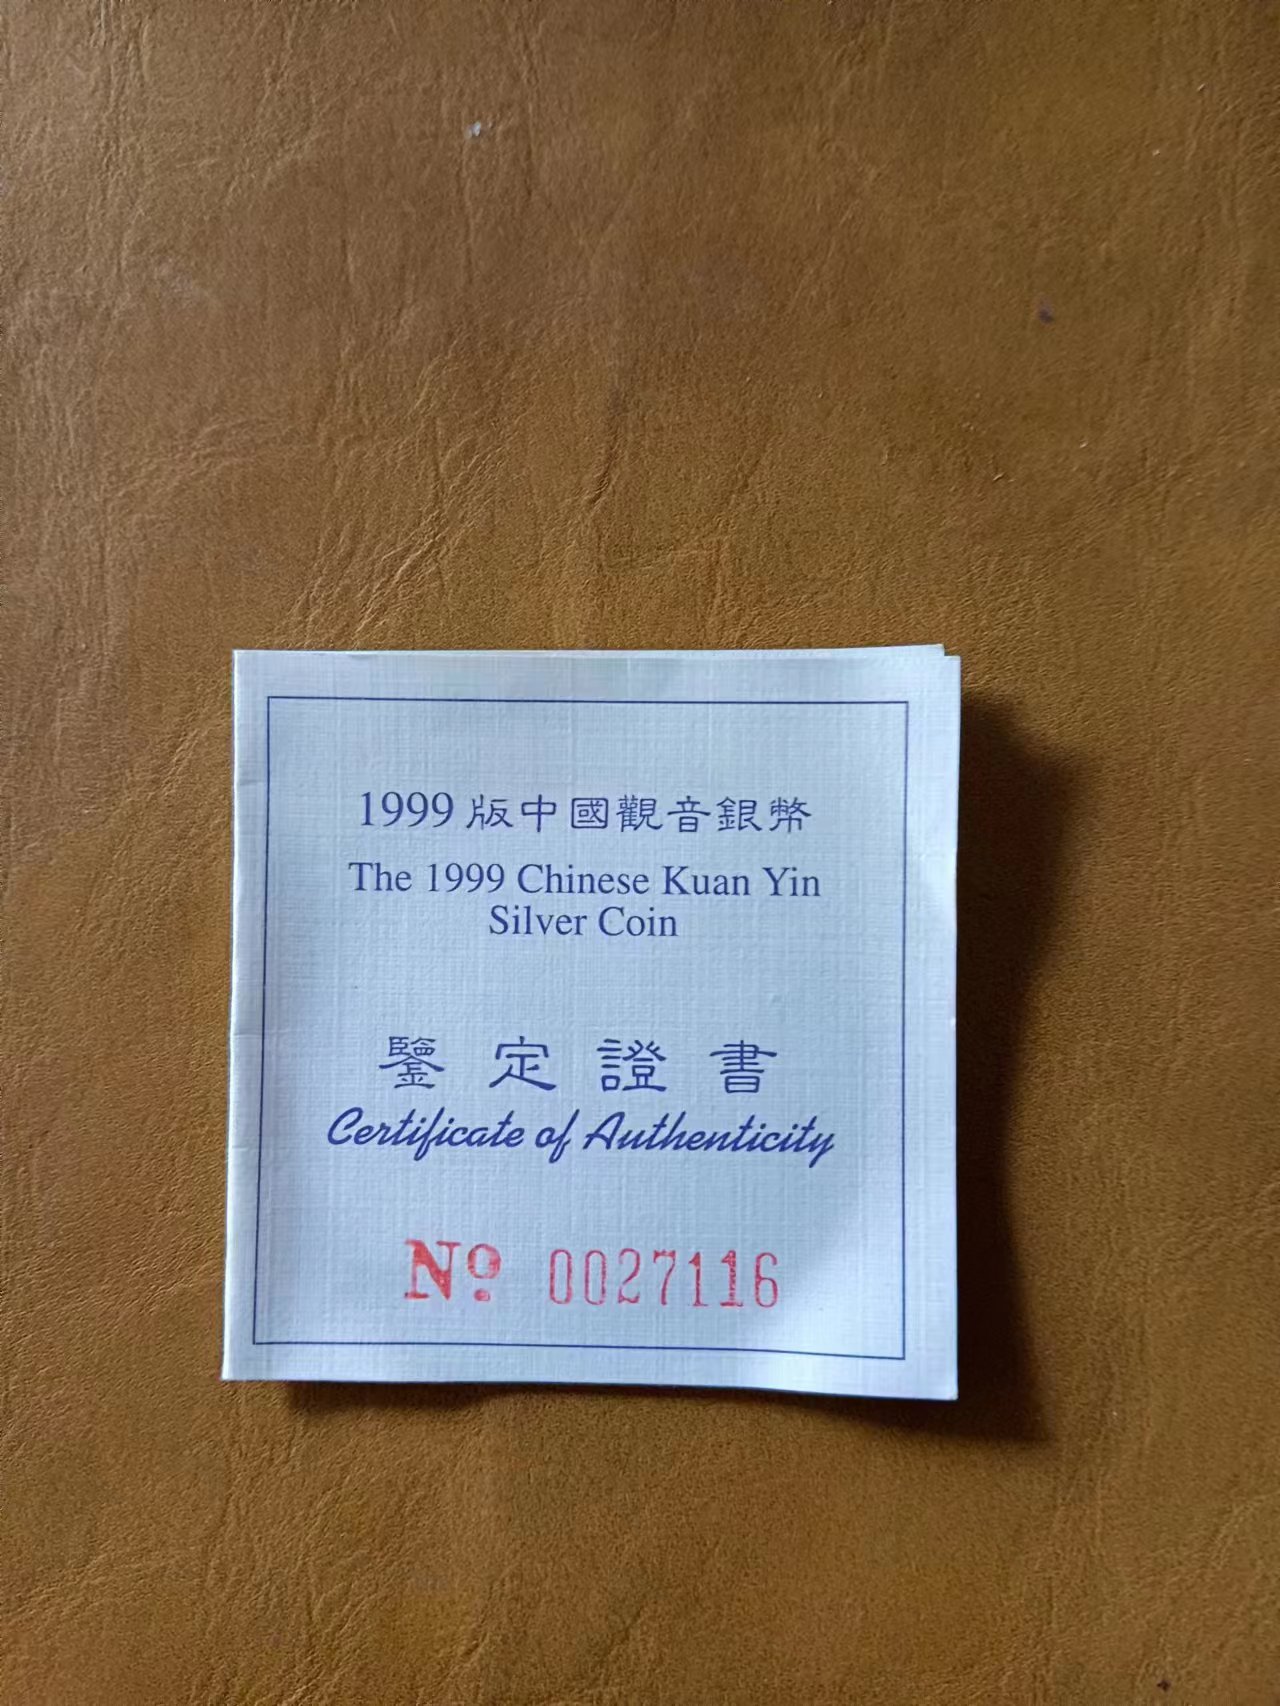 1999 版中國觀音銀幣
The 1999 Chinese Kuan Yin
Silver Coin
鑒定證書
Certificate of Authenticity
No. 0027116